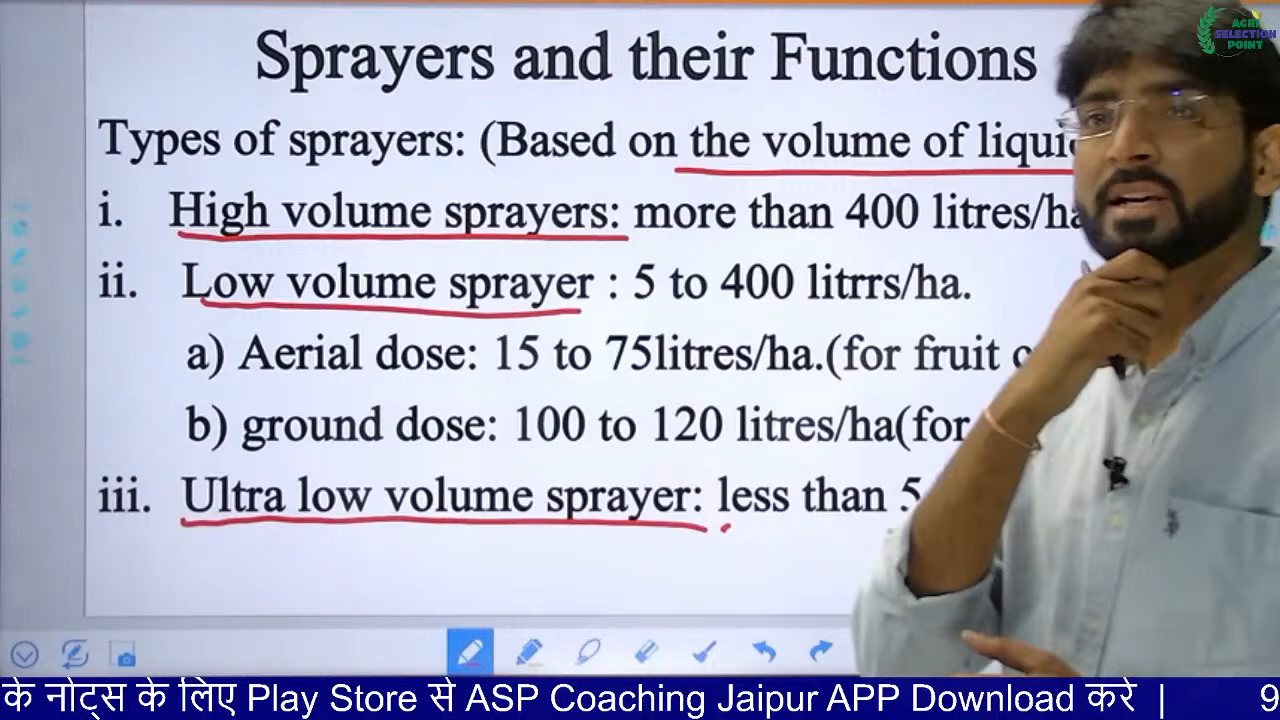 Sprayers and their Functions
AGRI
SELECTION
POINT
Types of sprayers: (Based on the volume of
i. High volume sprayers: more than 400
ii. Low volume sprayer : 5 to 400 litrrs/ha.
a) Aerial dose: 15 to 75litres/ha.(for fruit
b) ground dose: 100 to 120 litres/ha(for
iii. Ultra low volume sprayer: less than 5
के नोट्स के लिए Play Store से ASP Coaching Jaipur APP Download करे | 9